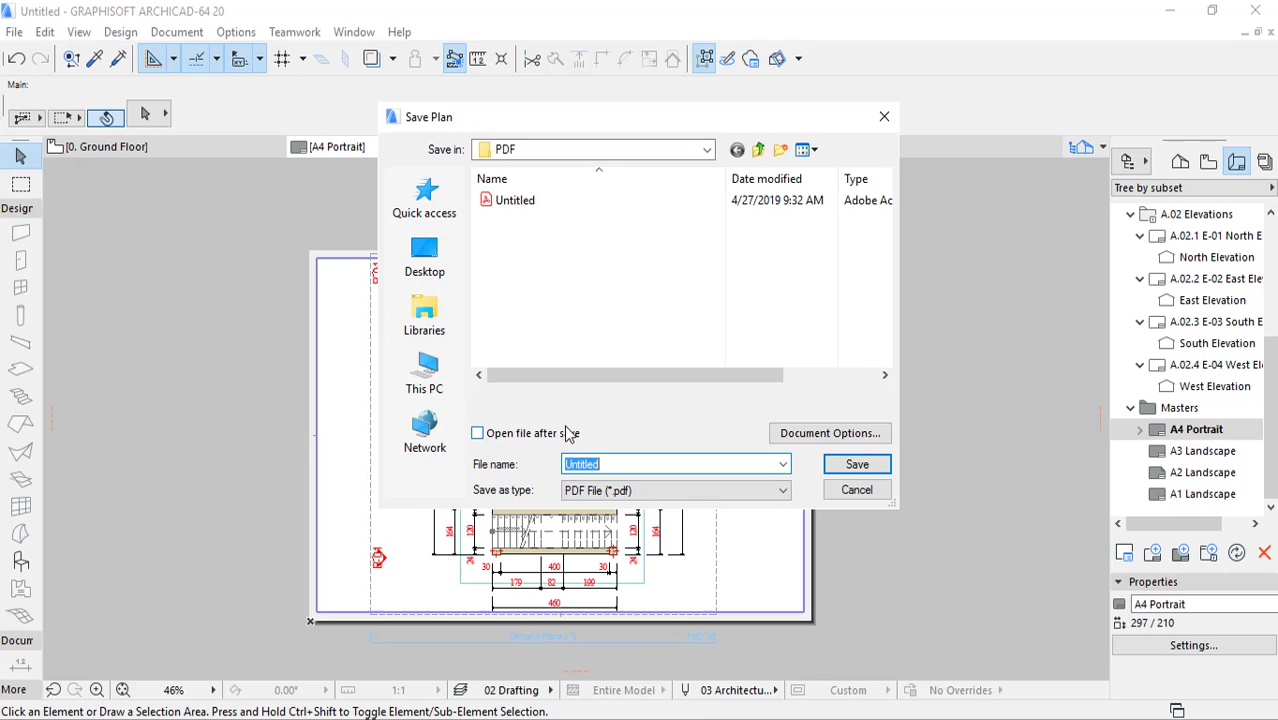 Untitled - GRAPHISOFT ARCHICAD-64 20
File Edit View Design Document Options Teamwork Window Help
Main:
[0. Ground Floor]
[A4 Portrait]
Design
Docum
More
Save Plan
Save in: PDF
Name Date modified Type
Untitled 4/27/2019 9:32 AM Adobe Ac
Quick access
Desktop
Libraries
This PC
Network
Open file after save
Document Options...
File name: Untitled Save
Save as type: PDF File (*.pdf) Cancel
Tree by subset
A.02 Elevations
A.02.1 E-01 North E
North Elevation
A.02.2 E-02 East Ele
East Elevation
A.02.3 E-03 South E
South Elevation
A.02.4 E-04 West E
West Elevation
Masters
A4 Portrait
A3 Landscape
A2 Landscape
A1 Landscape
Properties
A4 Portrait
297 / 210
Settings...
164 120 120 164
24 24
30 400 30
179 82 199
460
46% 0.00° 1:1 02 Drafting Entire Model 03 Architectu... Custom No Overrides
Click an Element or Draw a Selection Area. Press and Hold Ctrl+Shift to Toggle Element/Sub-Element Selection.